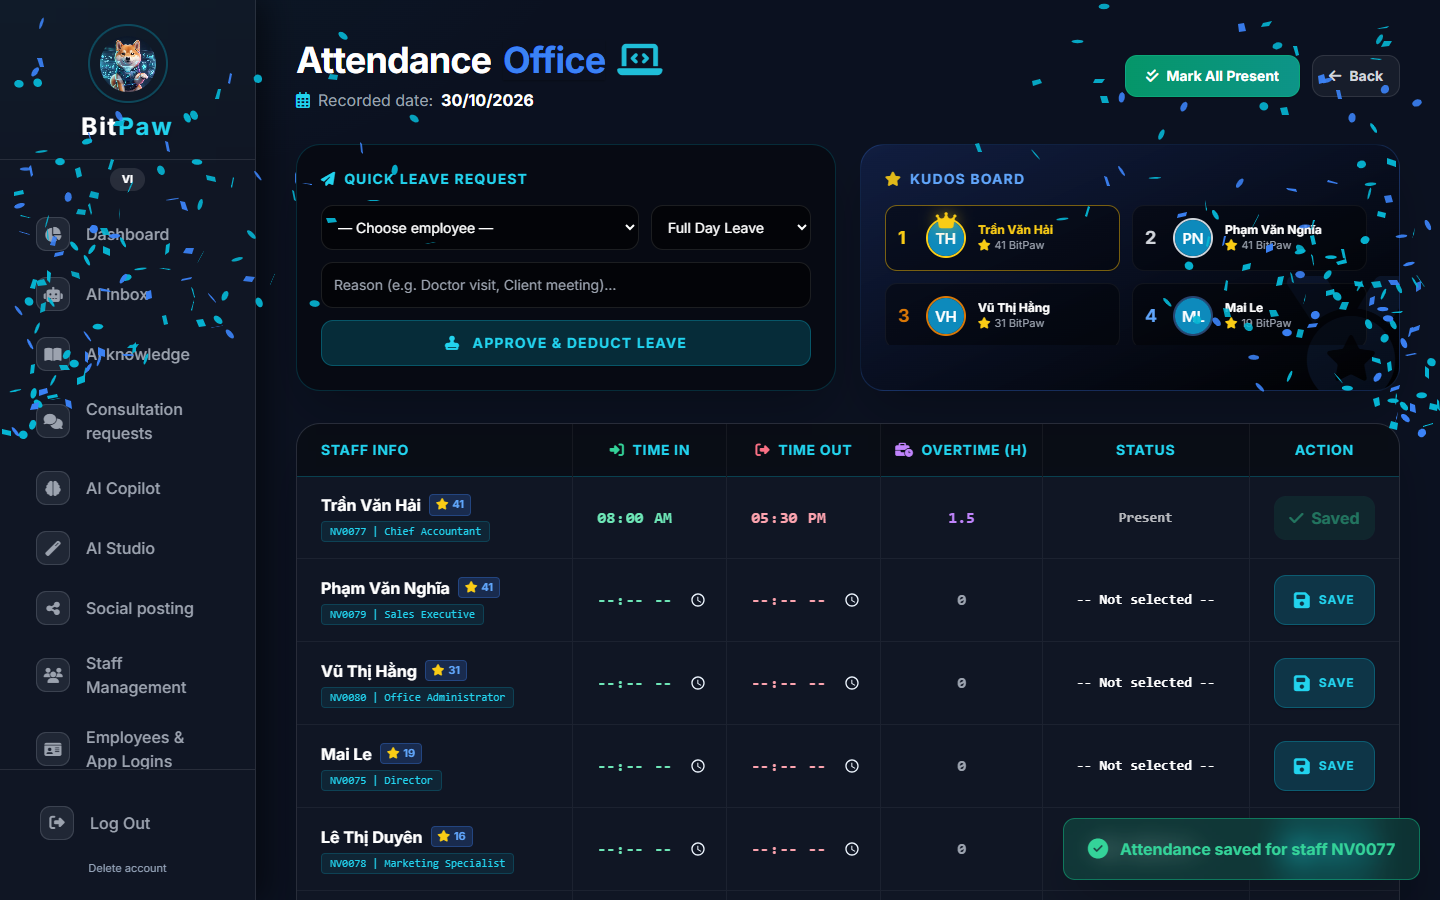 BitPaw
VI
Dashboard
AI Inbox
AI knowledge
Consultation
requests
AI Copilot
AI Studio
Social posting
Staff
Management
Employees &
App Logins
Log Out
Delete account
Attendance Office
Recorded date: 30/10/2026
Mark All Present
Back
QUICK LEAVE REQUEST
— Choose employee —
Full Day Leave
Reason (e.g. Doctor visit, Client meeting)...
APPROVE & DEDUCT LEAVE
KUDOS BOARD
1 TH Trần Văn Hải
41 BitPaw
2 PN Phạm Văn Nghĩa
41 BitPaw
3 VH Vũ Thị Hằng
31 BitPaw
4 ML Mai Le
19 BitPaw
STAFF INFO TIME IN TIME OUT OVERTIME (H) STATUS ACTION
Trần Văn Hải 41
NV0077 | Chief Accountant
08:00 AM 05:30 PM 1.5 Present Saved
Phạm Văn Nghĩa 41
NV0079 | Sales Executive
--:-- -- --:-- -- 0 -- Not selected -- SAVE
Vũ Thị Hằng 31
NV0080 | Office Administrator
--:-- -- --:-- -- 0 -- Not selected -- SAVE
Mai Le 19
NV0075 | Director
--:-- -- --:-- -- 0 -- Not selected -- SAVE
Lê Thị Duyên 16
NV0078 | Marketing Specialist
--:-- -- --:-- -- 0
Attendance saved for staff NV0077